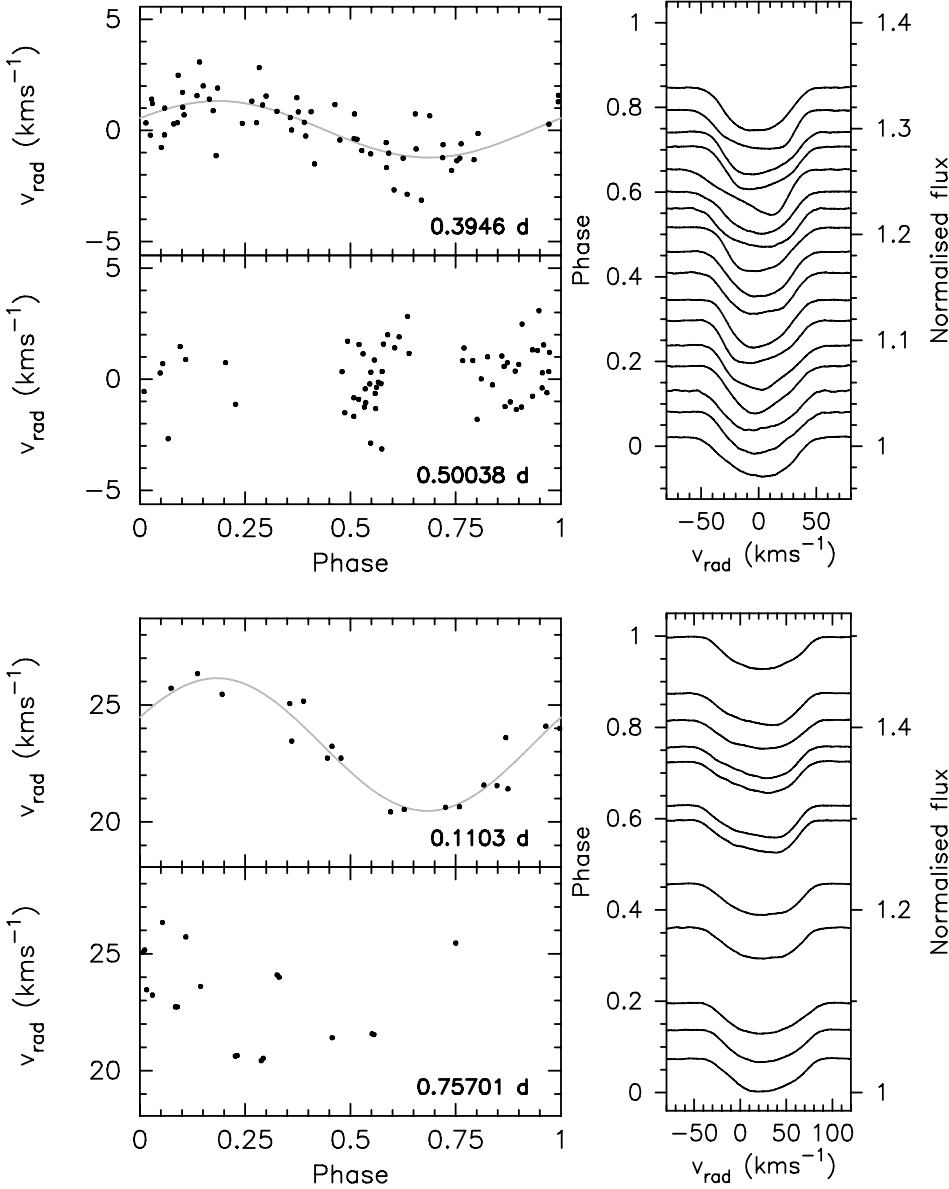 5
0
−5
v_rad (kms⁻¹)
0.3946 d
5
0
−5
v_rad (kms⁻¹)
0.50038 d
0 0.25 0.5 0.75 1
Phase
1
0.8
0.6
0.4
0.2
0
Phase
1.4
1.3
1.2
1.1
1
Normalised flux
−50 0 50
v_rad (kms⁻¹)
25
20
v_rad (kms⁻¹)
0.1103 d
25
20
v_rad (kms⁻¹)
0.75701 d
0 0.25 0.5 0.75 1
Phase
1
0.8
0.6
0.4
0.2
0
Phase
1.4
1.2
1
Normalised flux
−50 0 50 100
v_rad (kms⁻¹)